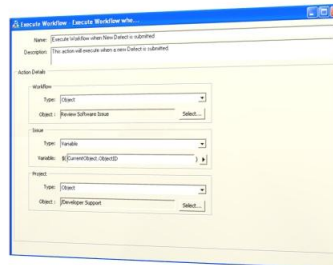 Execute Workflow - Execute Workflow whe...
Name: Execute Workflow when New Defect is submitted
Description: This action will execute when a new Defect is submitted
Action Details
Workflow
Type: Object
Object: Review Software Issue Select...
Issue
Type: Variable
Variable: ${ CurrentObject.ObjectID }
Project
Type: Object
Object: /Developer Support Select...